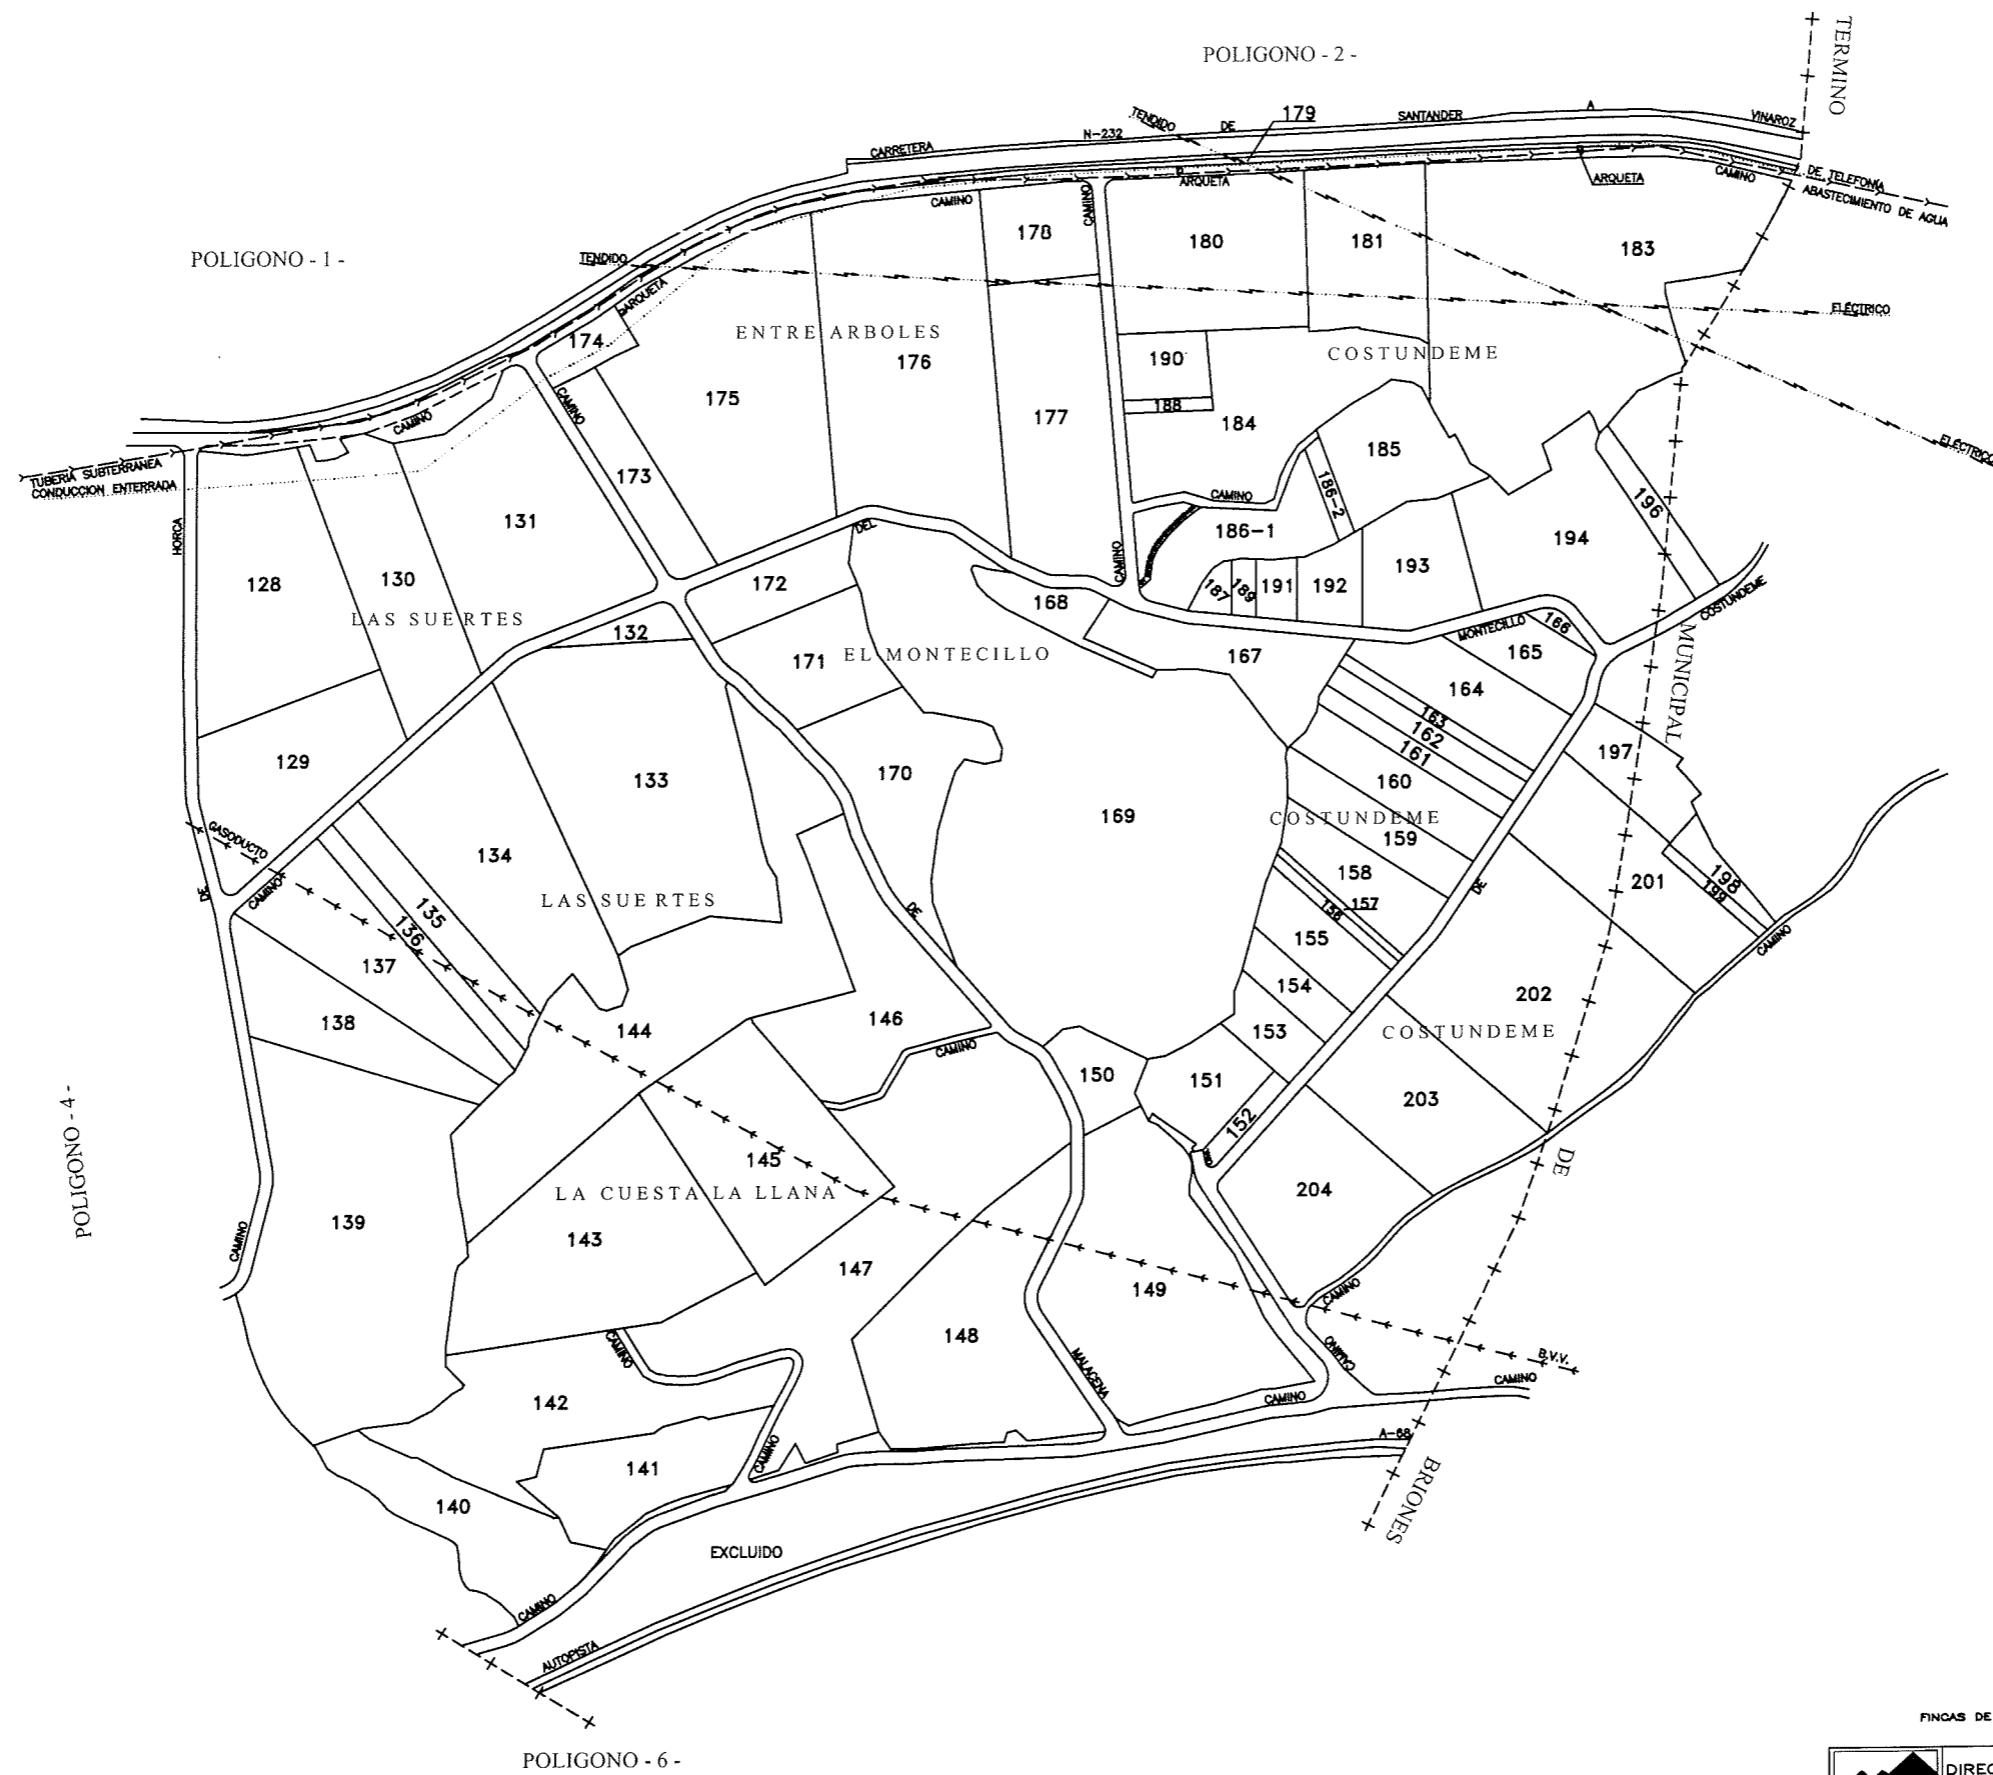 POLIGONO - 2 -
TERMINO
179
TENDIDO
CARRETERA N-232 DE SANTANDER A VINAROZ
ARQUETA
ARQUETA
CAMINO
DE TELEFONÍA
ABASTECIMIENTO DE AGUA
CAMINO
CAMINO
178
180
181
183
POLIGONO - 1 -
TENDIDO
ARQUETA
ELÉCTRICO
174
ENTRE ARBOLES
176
COSTUNDEME
190
175
CAMINO
188
177
184
CAMINO
185
ELÉCTRICO
TUBERÍA SUBTERRANEA
CONDUCCION ENTERRADA
173
186-2
196
CAMINO
HORCA
131
DEL
186-1
194
128
130
172
CAMINO
187
189
191
192
193
168
COSTUNDEME
LAS SUERTES
132
MONTECILLO
166
MUNICIPAL
171
EL MONTECILLO
167
165
164
163
162
161
197
129
133
170
160
169
COSTUNDEME
159
GASODUCTO
134
158
DE
CAMINO
DE
201
198
199
135
LAS SUERTES
DE
157
156
136
155
CAMINO
137
154
202
138
144
146
153
COSTUNDEME
CAMINO
150
151
203
POLIGONO - 4 -
152
145
DE
LA CUESTA LA LLANA
204
139
CAMINO
143
147
149
CAMINO
148
CAMINO
CAMINO
MALACENA
B.V.V.
CAMINO
CAMINO
142
A-68
CAMINO
141
BRIONES
140
EXCLUIDO
CAMINO
AUTOPISTA
FINCAS DE
POLIGONO - 6 -
DIREC